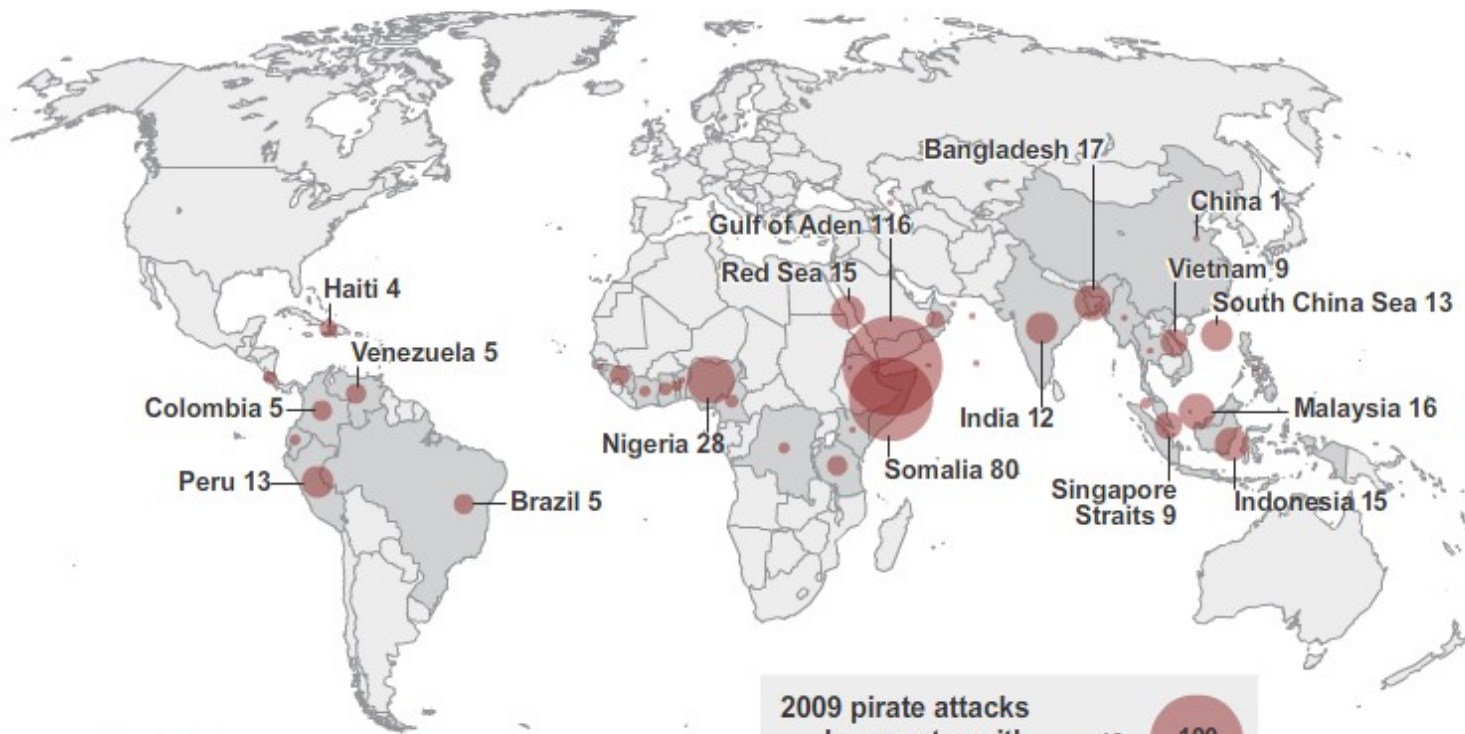 Bangladesh 17
China 1
Gulf of Aden 116
Vietnam 9
Red Sea 15
Haiti 4
South China Sea 13
Venezuela 5
Colombia 5
India 12
Malaysia 16
Nigeria 28
Somalia 80
Peru 13
Singapore
Straits 9
Brazil 5
Indonesia 15
2009 pirate attacks